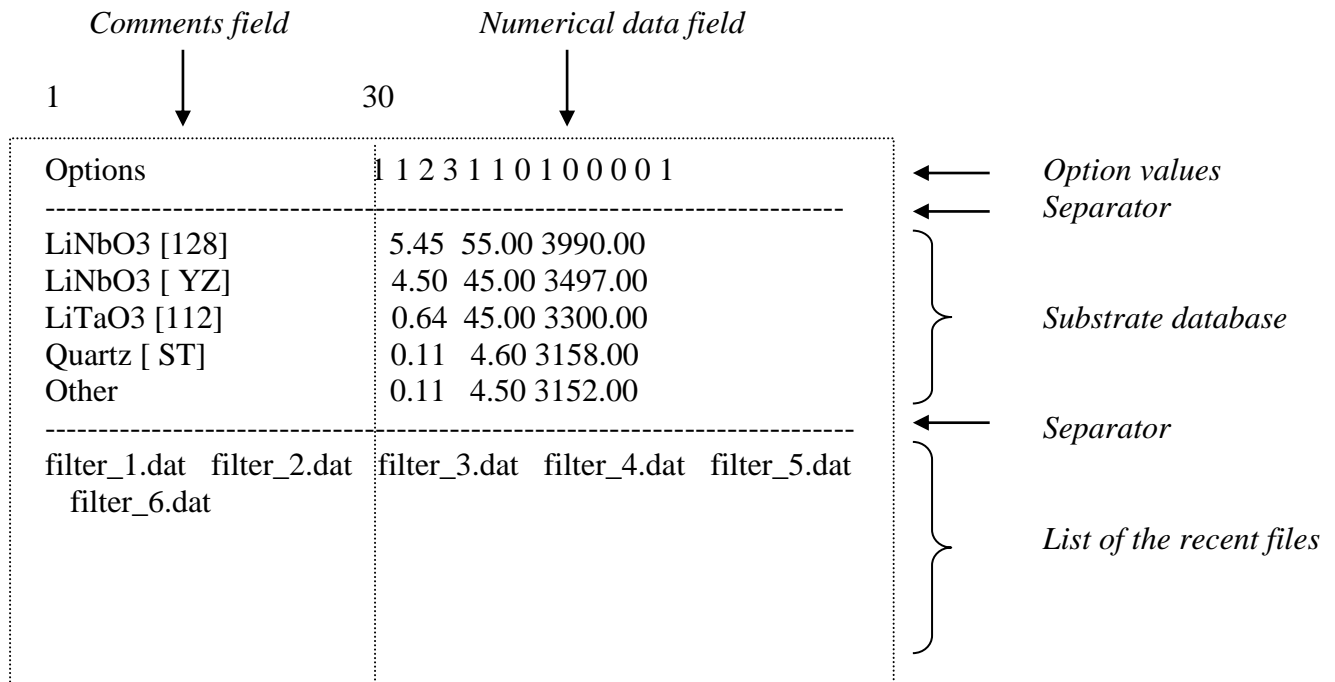 Comments field Numerical data field
1 30
Options 1 1 2 3 1 1 0 1 0 0 0 0 1 Option values
--------------------------------------------------------------------------- Separator
LiNbO3 [128] 5.45 55.00 3990.00
LiNbO3 [ YZ] 4.50 45.00 3497.00
LiTaO3 [112] 0.64 45.00 3300.00 Substrate database
Quartz [ ST] 0.11 4.60 3158.00
Other 0.11 4.50 3152.00
---------------------------------------------------------------------------- Separator
filter_1.dat filter_2.dat filter_3.dat filter_4.dat filter_5.dat
filter_6.dat
List of the recent files